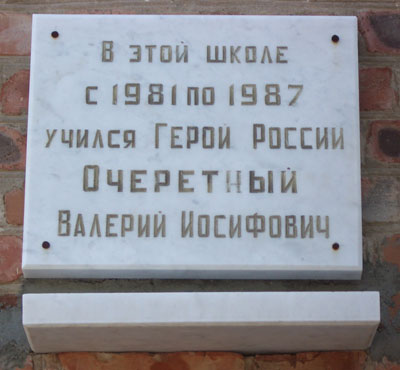 В этой школе
с 1981 по 1987
учился Герой России
Очеретный
Валерий Иосифович